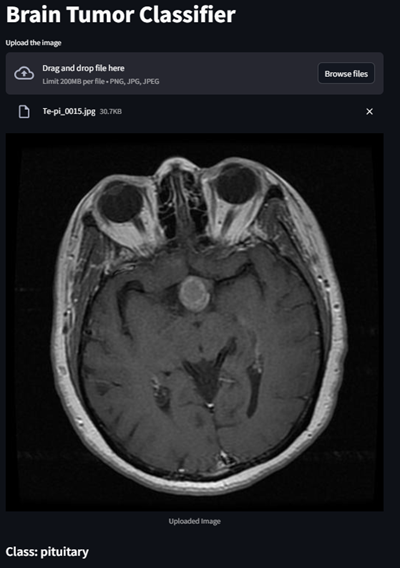 Brain Tumor Classifier
Upload the image
Drag and drop file here
Limit 200MB per file • PNG, JPG, JPEG
Browse files
Te-pi_0015.jpg 30.7KB
Uploaded Image
Class: pituitary